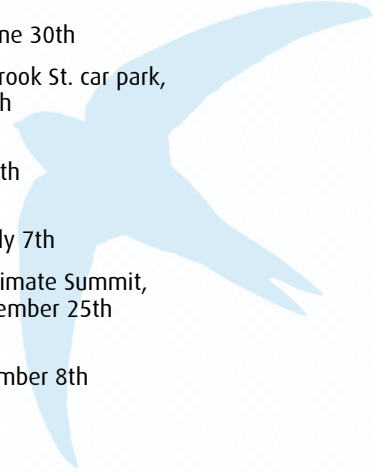 ne 30th
rook St. car park,
h
th
ly 7th
imate Summit,
ember 25th
mber 8th